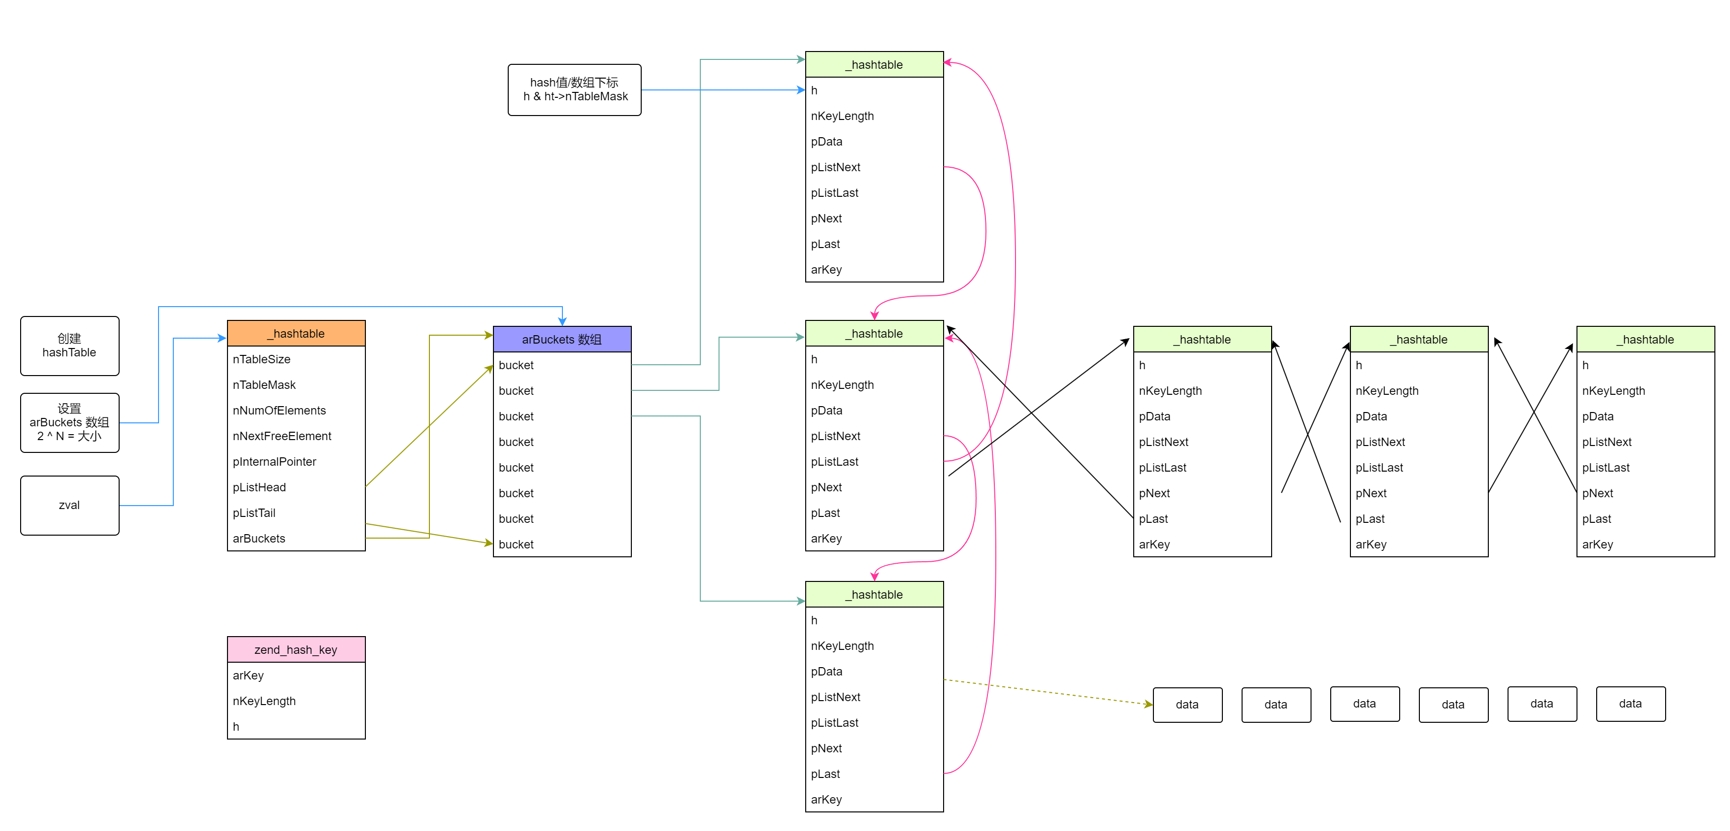 hash值/数组下标
h & ht->nTableMask
_hashtable
h
nKeyLength
pData
pListNext
pListLast
pNext
pLast
arKey
创建
hashTable
设置
arBuckets 数组
2 ^ N = 大小
zval
_hashtable
nTableSize
nTableMask
nNumOfElements
nNextFreeElement
pInternalPointer
pListHead
pListTail
arBuckets
arBuckets 数组
bucket
bucket
bucket
bucket
bucket
bucket
bucket
bucket
_hashtable
h
nKeyLength
pData
pListNext
pListLast
pNext
pLast
arKey
_hashtable
h
nKeyLength
pData
pListNext
pListLast
pNext
pLast
arKey
_hashtable
h
nKeyLength
pData
pListNext
pListLast
pNext
pLast
arKey
_hashtable
h
nKeyLength
pData
pListNext
pListLast
pNext
pLast
arKey
zend_hash_key
arKey
nKeyLength
h
_hashtable
h
nKeyLength
pData
pListNext
pListLast
pNext
pLast
arKey
data
data
data
data
data
data